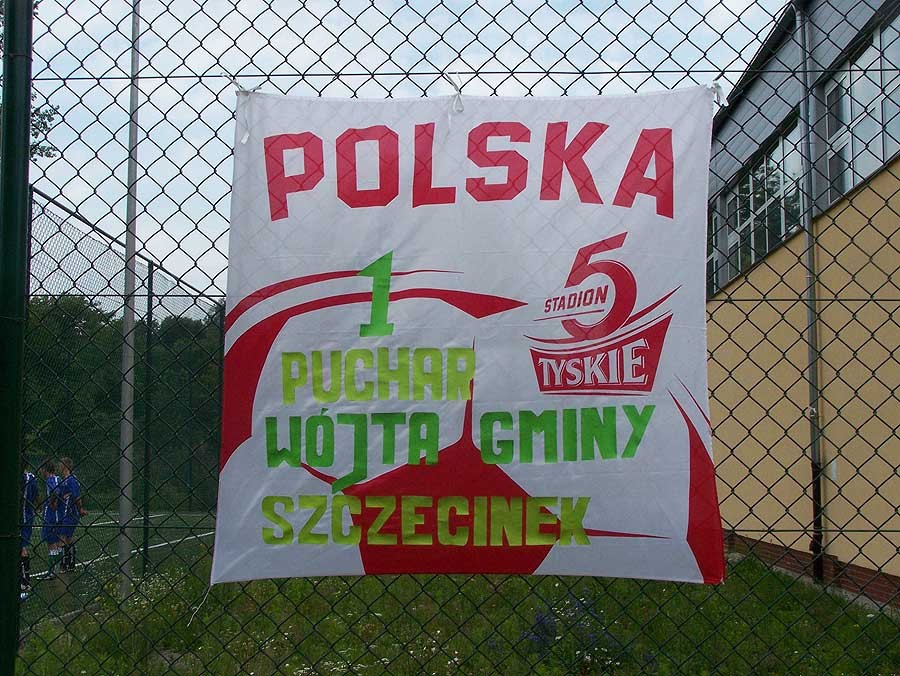 POLSKA
1
5
STADION
TYSKIE
PUCHAR
WÓJTA GMINY
SZCZECINEK